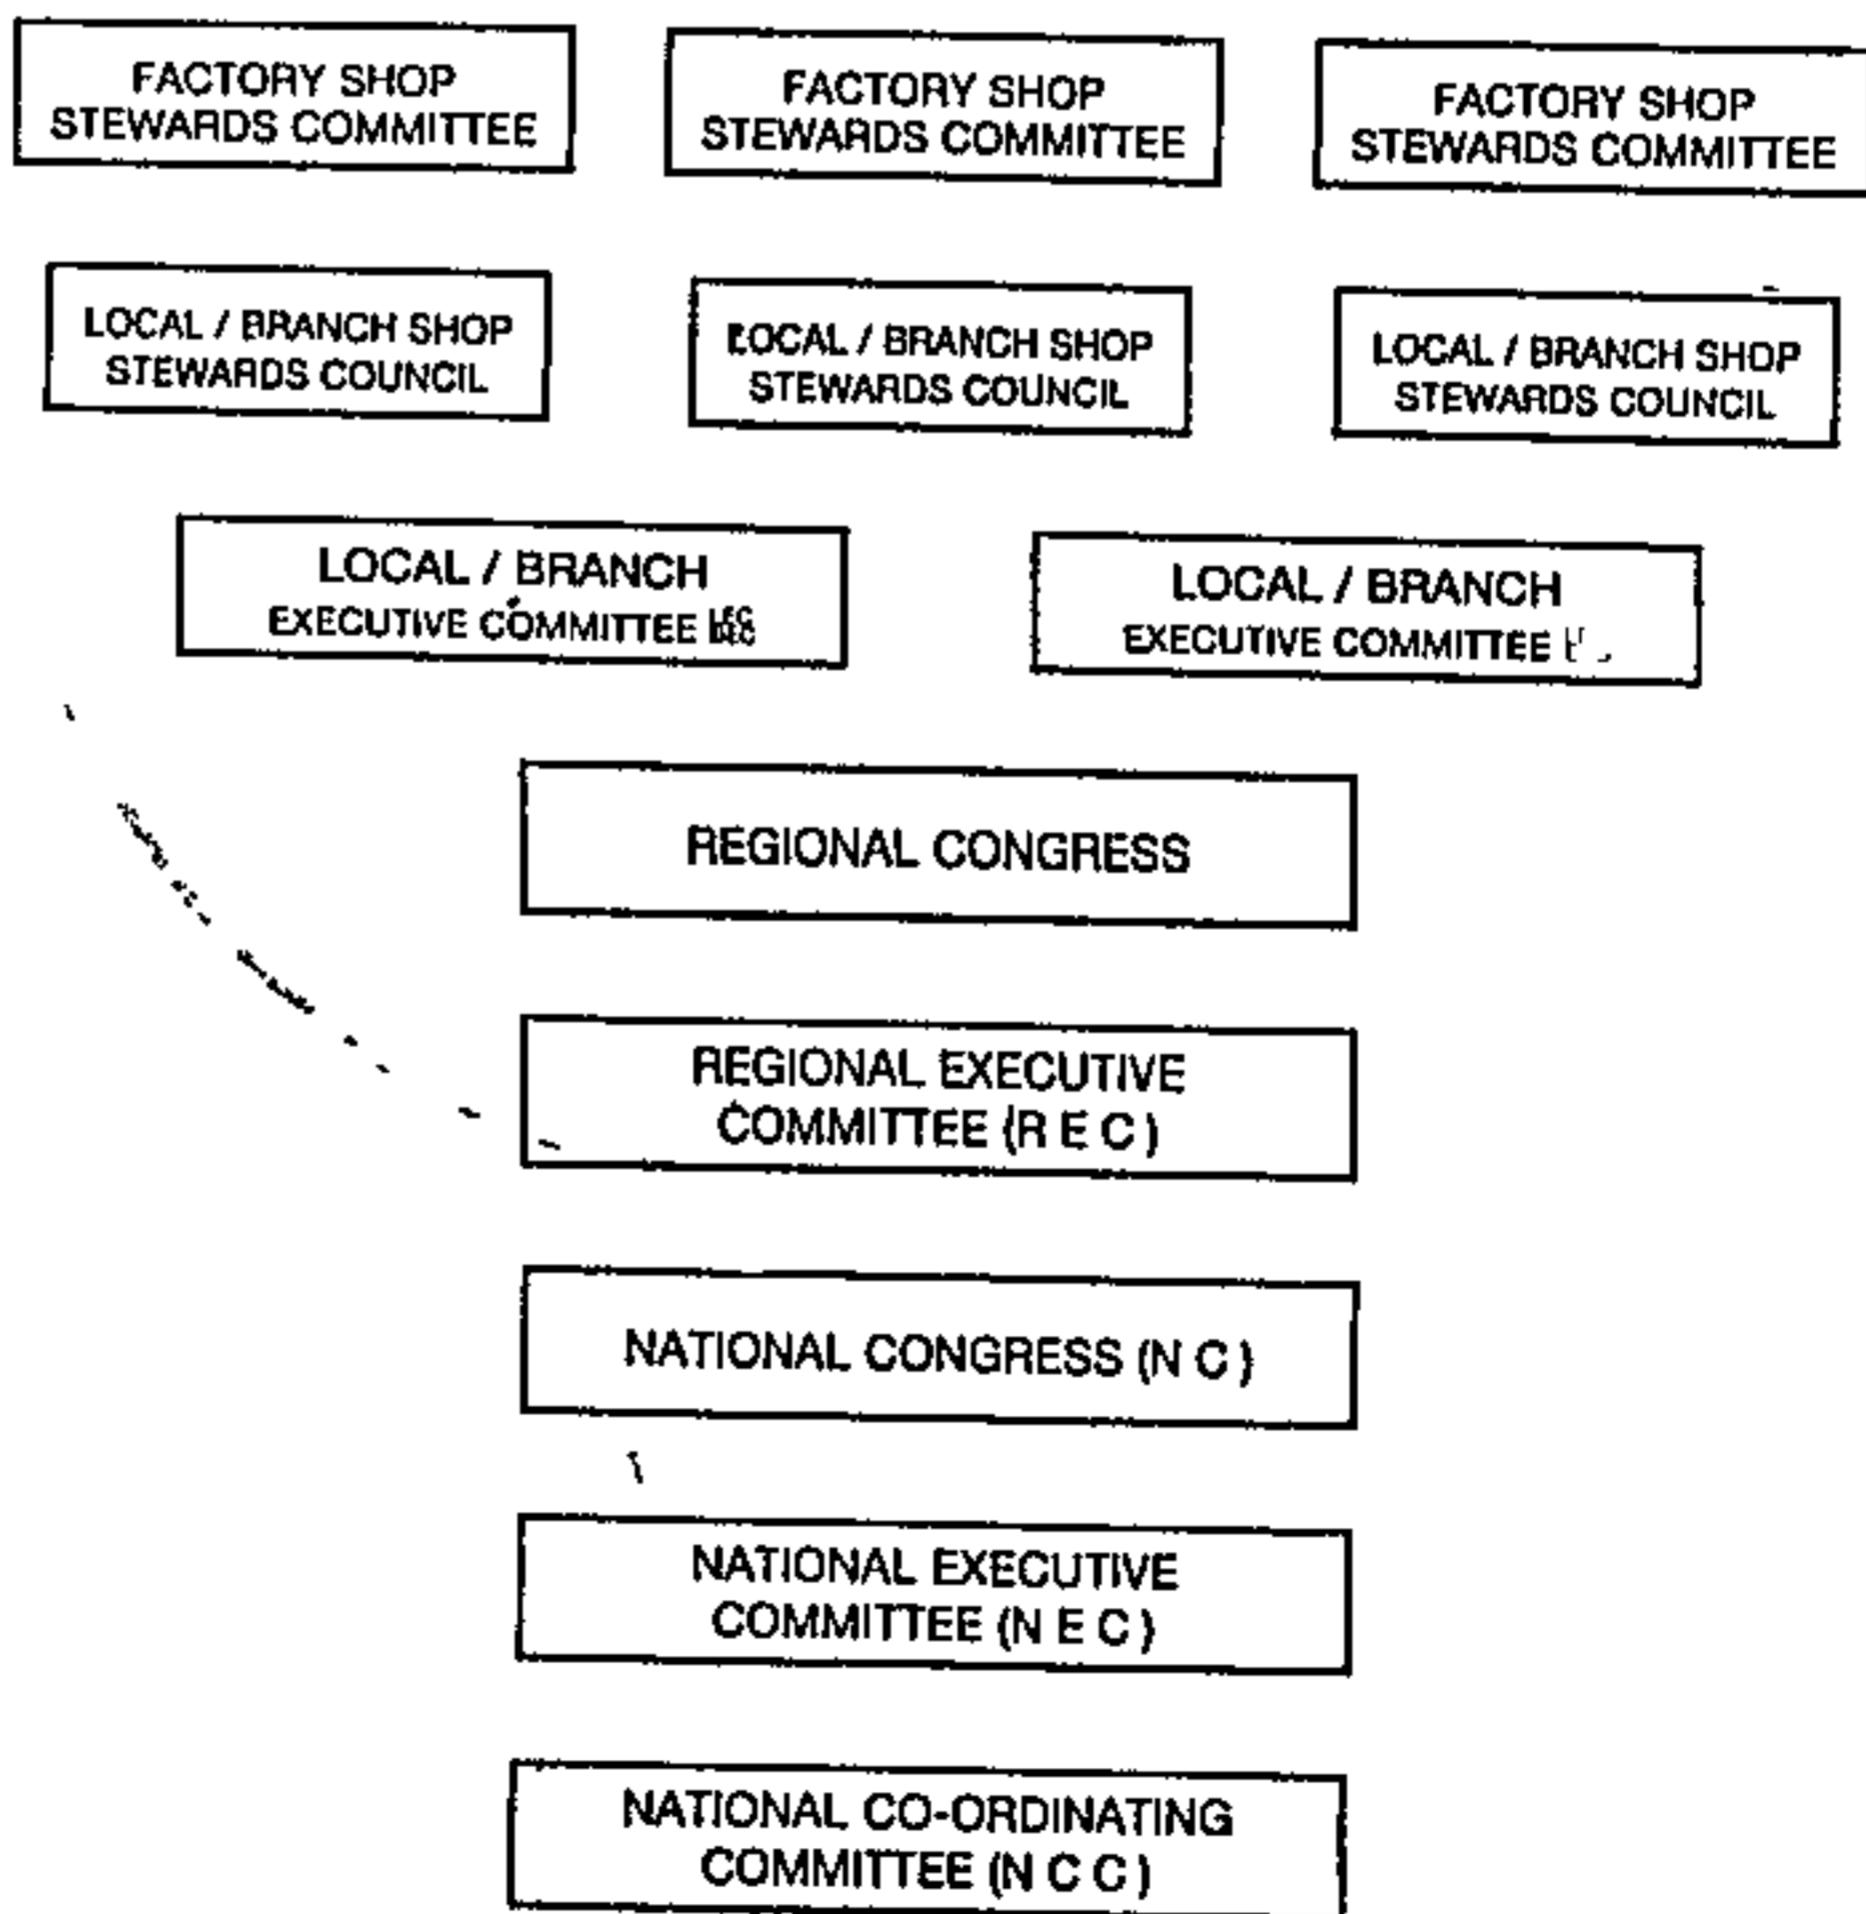 FACTORY SHOP
STEWARDS COMMITTEE
FACTORY SHOP
STEWARDS COMMITTEE
FACTORY SHOP
STEWARDS COMMITTEE
LOCAL / BRANCH SHOP
STEWARDS COUNCIL
LOCAL / BRANCH SHOP
STEWARDS COUNCIL
LOCAL / BRANCH SHOP
STEWARDS COUNCIL
LOCAL / BRANCH
EXECUTIVE COMMITTEE LEC BEC
LOCAL / BRANCH
EXECUTIVE COMMITTEE
REGIONAL CONGRESS
REGIONAL EXECUTIVE
COMMITTEE (R E C)
NATIONAL CONGRESS (N C)
NATIONAL EXECUTIVE
COMMITTEE (N E C)
NATIONAL CO-ORDINATING
COMMITTEE (N C C)